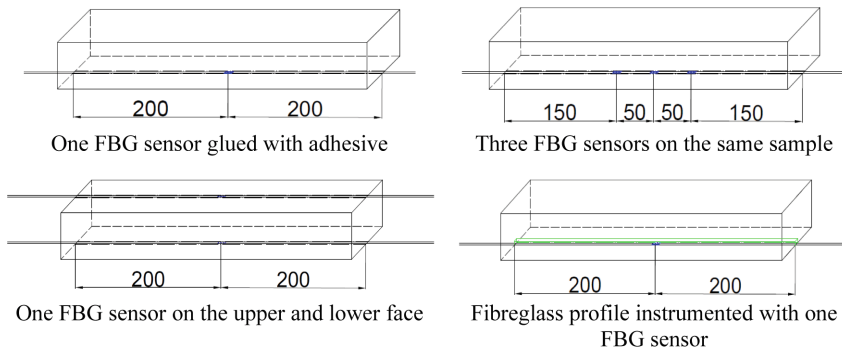 200 200
One FBG sensor glued with adhesive
150 50 50 150
Three FBG sensors on the same sample
200 200
One FBG sensor on the upper and lower face
200 200
Fibreglass profile instrumented with one
FBG sensor